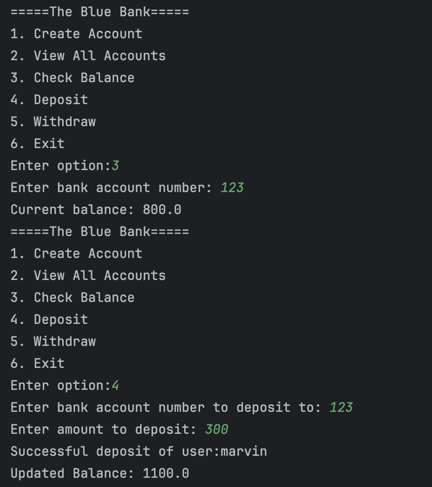 =====The Blue Bank=====
1. Create Account
2. View All Accounts
3. Check Balance
4. Deposit
5. Withdraw
6. Exit
Enter option:3
Enter bank account number: 123
Current balance: 800.0
=====The Blue Bank=====
1. Create Account
2. View All Accounts
3. Check Balance
4. Deposit
5. Withdraw
6. Exit
Enter option:4
Enter bank account number to deposit to: 123
Enter amount to deposit: 300
Successful deposit of user:marvin
Updated Balance: 1100.0